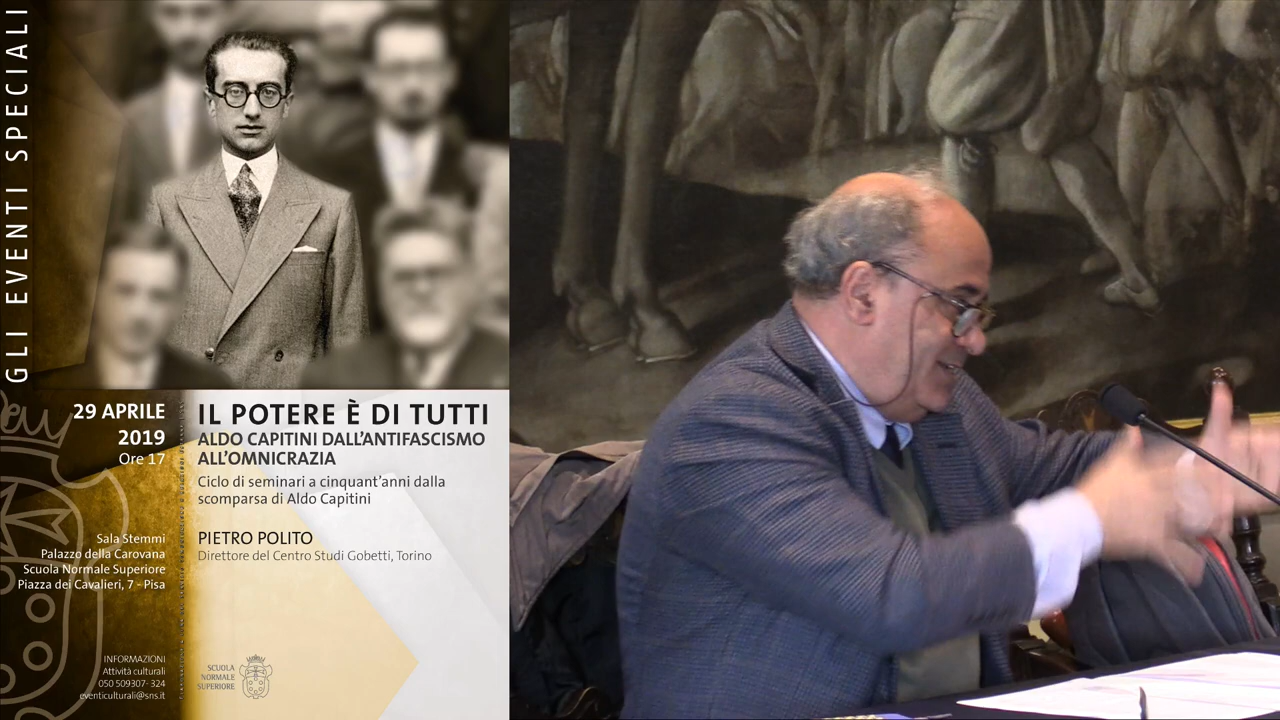 GLI EVENTI SPECIALI
29 APRILE
2019
Ore 17
Sala Stemmi
Palazzo della Carovana
Scuola Normale Superiore
Piazza dei Cavalieri, 7 - Pisa
INFORMAZIONI
Attività culturali
050 509307- 324
eventiculturali@sns.it
IL POTERE È DI TUTTI
ALDO CAPITINI DALL'ANTIFASCISMO
ALL'OMNICRAZIA
Ciclo di seminari a cinquant'anni dalla
scomparsa di Aldo Capitini
PIETRO POLITO
Direttore del Centro Studi Gobetti, Torino
SCUOLA
NORMALE
SUPERIORE